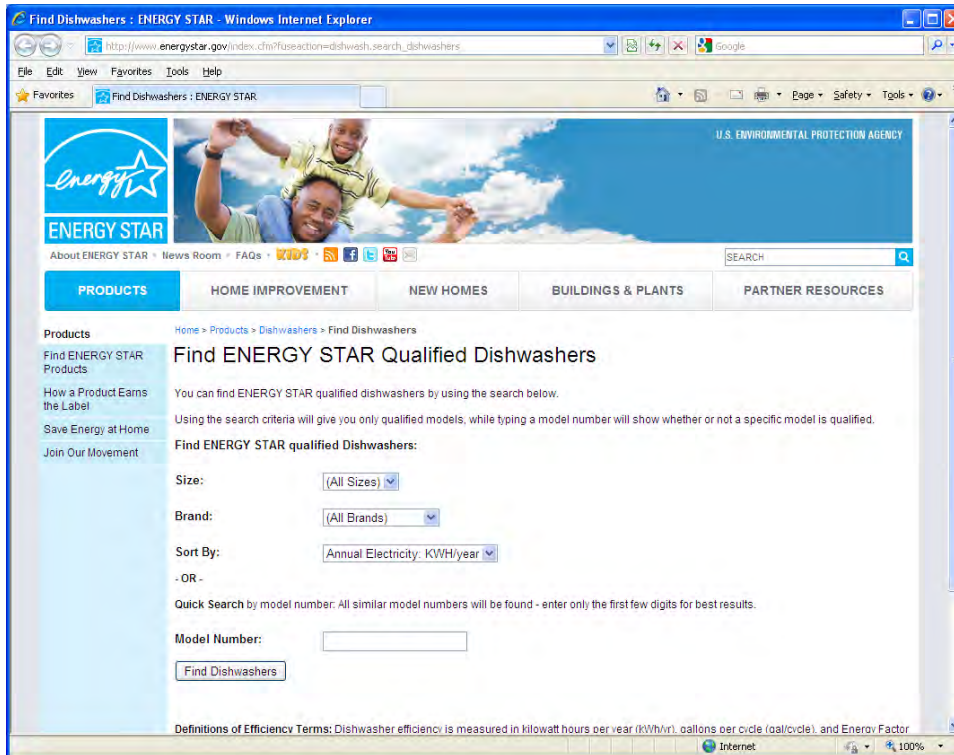 Find Dishwashers : ENERGY STAR - Windows Internet Explorer
http://www.energystar.gov/index.cfm?fuseaction=dishwash.search_dishwashers
Google
File Edit View Favorites Tools Help
Favorites
Find Dishwashers : ENERGY STAR
Page Safety Tools
energy
ENERGY STAR
U.S. ENVIRONMENTAL PROTECTION AGENCY
About ENERGY STAR News Room FAQs KIDS
You Tube
SEARCH
PRODUCTS HOME IMPROVEMENT NEW HOMES BUILDINGS & PLANTS PARTNER RESOURCES
Products
Find ENERGY STAR
Products
How a Product Earns
the Label
Save Energy at Home
Join Our Movement
Home > Products > Dishwashers > Find Dishwashers
Find ENERGY STAR Qualified Dishwashers
You can find ENERGY STAR qualified dishwashers by using the search below.
Using the search criteria will give you only qualified models, while typing a model number will show whether or not a specific model is qualified.
Find ENERGY STAR qualified Dishwashers:
Size: (All Sizes)
Brand: (All Brands)
Sort By: Annual Electricity: KWH/year
- OR -
Quick Search by model number: All similar model numbers will be found - enter only the first few digits for best results.
Model Number:
Find Dishwashers
Definitions of Efficiency Terms: Dishwasher efficiency is measured in kilowatt hours per year (kWh/yr), gallons per cycle (gal/cycle), and Energy Factor
Internet 100%